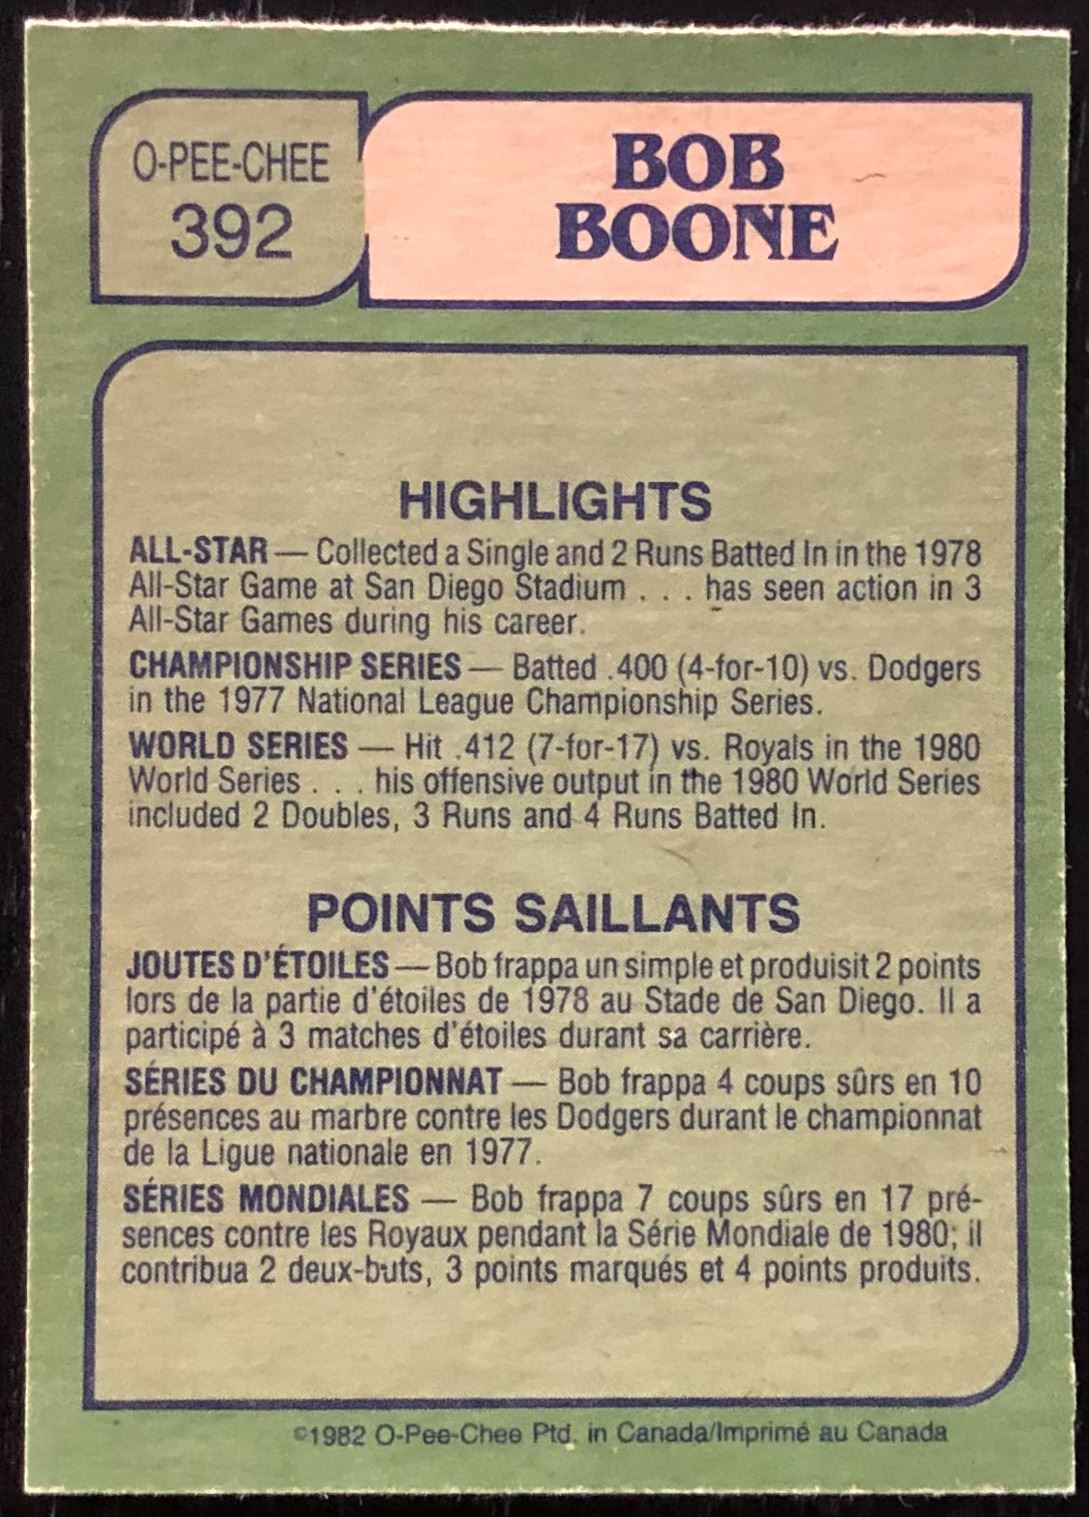 O-PEE-CHEE
392
BOB
BOONE
HIGHLIGHTS
ALL-STAR — Collected a Single and 2 Runs Batted In in the 1978
All-Star Game at San Diego Stadium . . . has seen action in 3
All-Star Games during his career.
CHAMPIONSHIP SERIES — Batted .400 (4-for-10) vs. Dodgers
in the 1977 National League Championship Series.
WORLD SERIES — Hit .412 (7-for-17) vs. Royals in the 1980
World Series . . . his offensive output in the 1980 World Series
included 2 Doubles, 3 Runs and 4 Runs Batted In.
POINTS SAILLANTS
JOUTES D'ÉTOILES — Bob frappa un simple et produisit 2 points
lors de la partie d'étoiles de 1978 au Stade de San Diego. Il a
participé à 3 matches d'étoiles durant sa carrière.
SÉRIES DU CHAMPIONNAT — Bob frappa 4 coups sûrs en 10
présences au marbre contre les Dodgers durant le championnat
de la Ligue nationale en 1977.
SÉRIES MONDIALES — Bob frappa 7 coups sûrs en 17 pré-
sences contre les Royaux pendant la Série Mondiale de 1980; il
contribua 2 deux-buts, 3 points marqués et 4 points produits.
©1982 O-Pee-Chee Ptd. in Canada/Imprimé au Canada